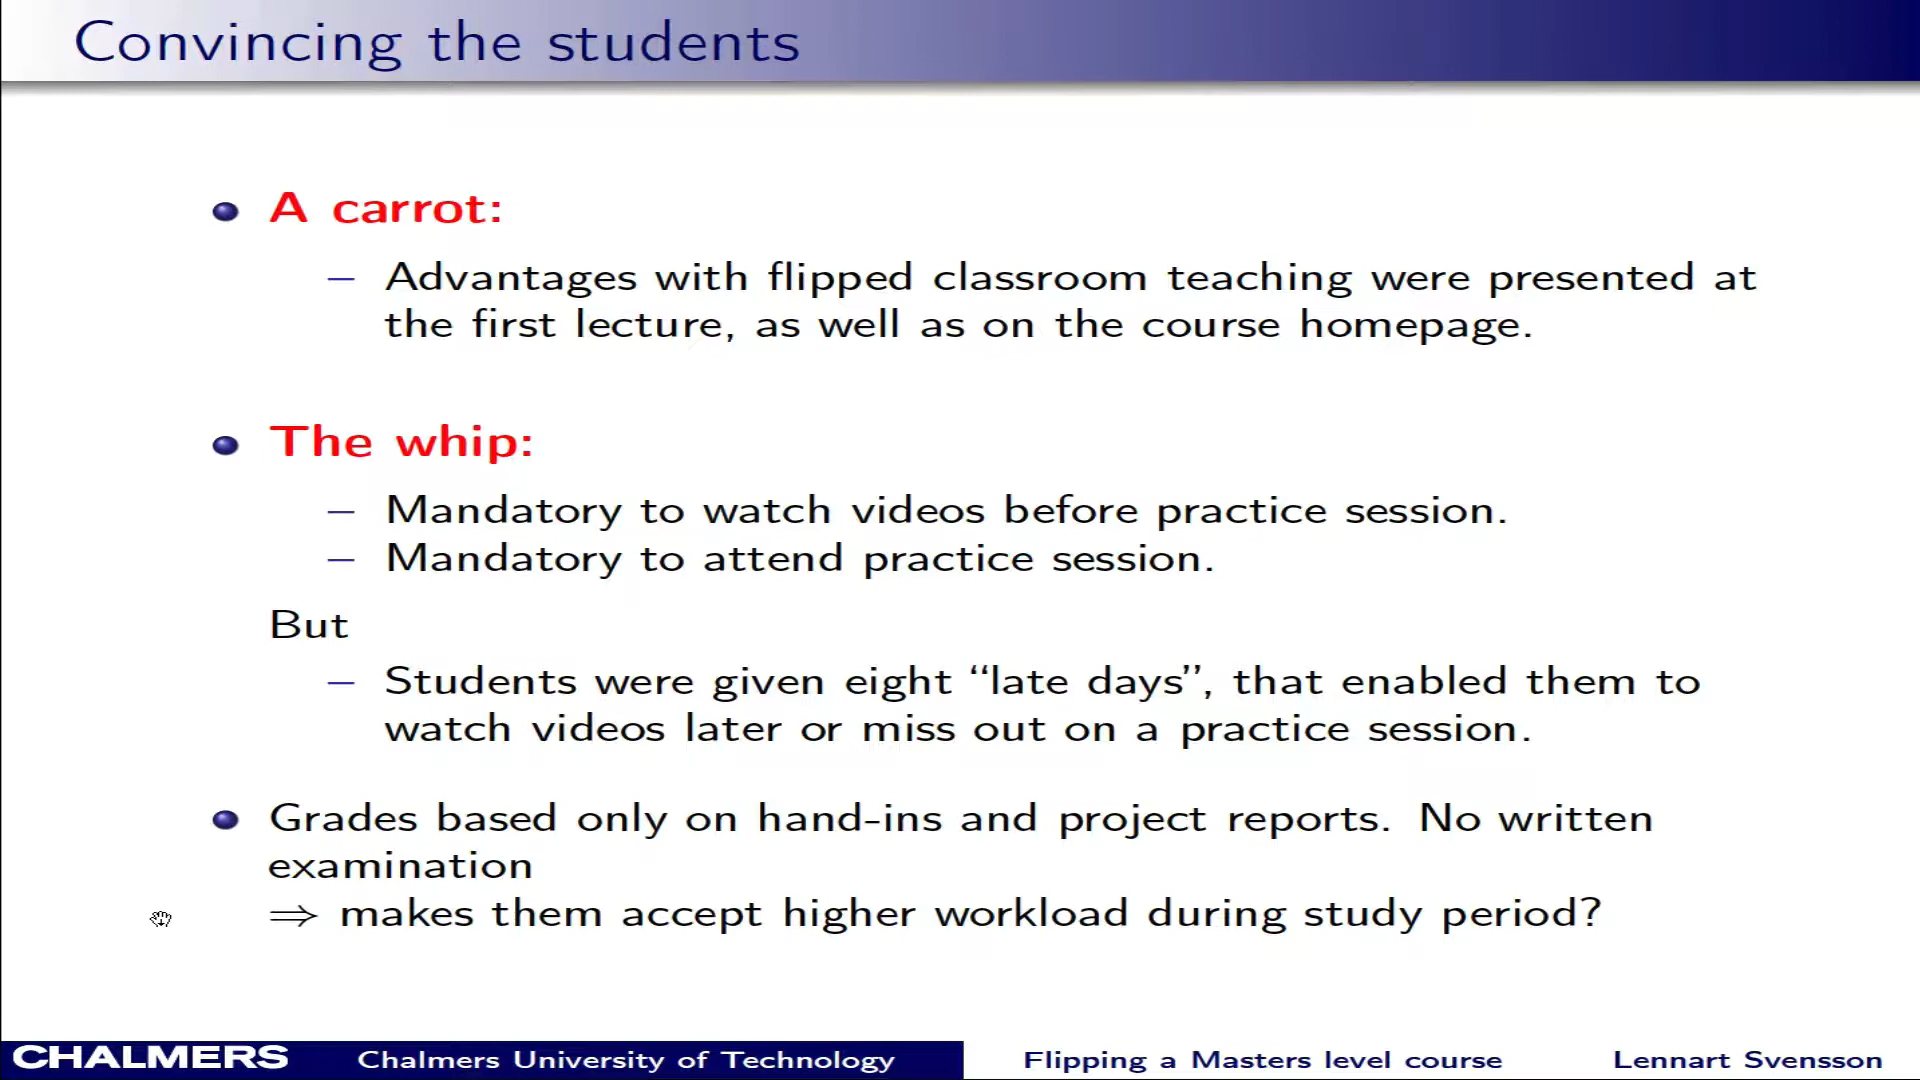 Convincing the students
A carrot:
– Advantages with flipped classroom teaching were presented at
the first lecture, as well as on the course homepage.
The whip:
– Mandatory to watch videos before practice session.
– Mandatory to attend practice session.
But
– Students were given eight “late days”, that enabled them to
watch videos later or miss out on a practice session.
Grades based only on hand-ins and project reports. No written
examination
⇒ makes them accept higher workload during study period?
CHALMERS Chalmers University of Technology Flipping a Masters level course Lennart Svensson